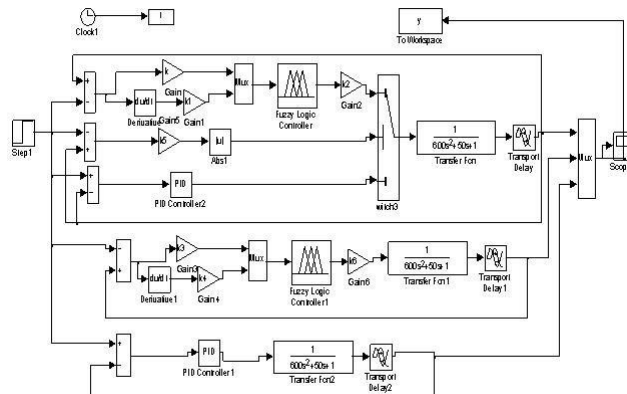 Clock1
t
y
To Workspace
Step1
k
Gain
du/dt
Derivative
Gain5
k1
Gain1
Mux
Fuzzy Logic
Controller
k2
Gain2
k5
|u|
Abs1
PID
PID Controller2
switch3
1
600s²+50s+1
Transfer Fcn
Transport
Delay
Mux
Scop
k3
Gain3
du/dt
Derivative1
k4
Gain4
Mux
Fuzzy Logic
Controller1
k6
Gain6
1
600s²+50s+1
Transfer Fcn1
Transport
Delay1
PID
PID Controller1
1
600s²+50s+1
Transfer Fcn2
Transport
Delay2